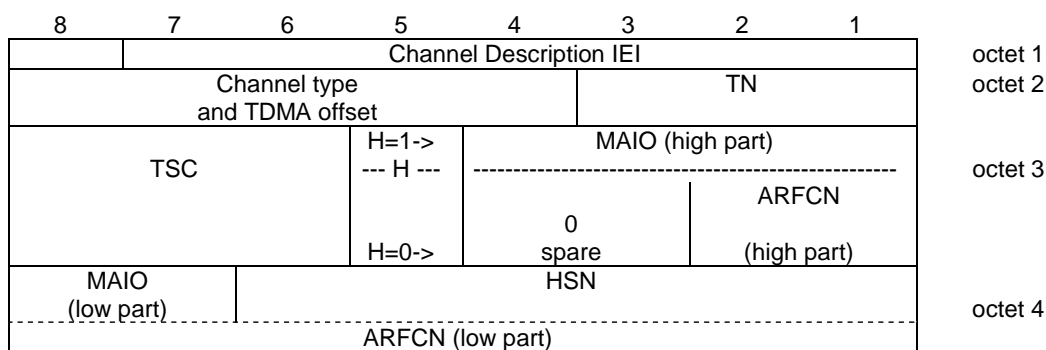 8 7 6 5 4 3 2 1
Channel Description IEI octet 1
Channel type TN octet 2
and TDMA offset
H=1-> MAIO (high part)
TSC --- H --- ----------------------------------------------------- octet 3
ARFCN
0
H=0-> spare (high part)
MAIO HSN
(low part) octet 4
ARFCN (low part)